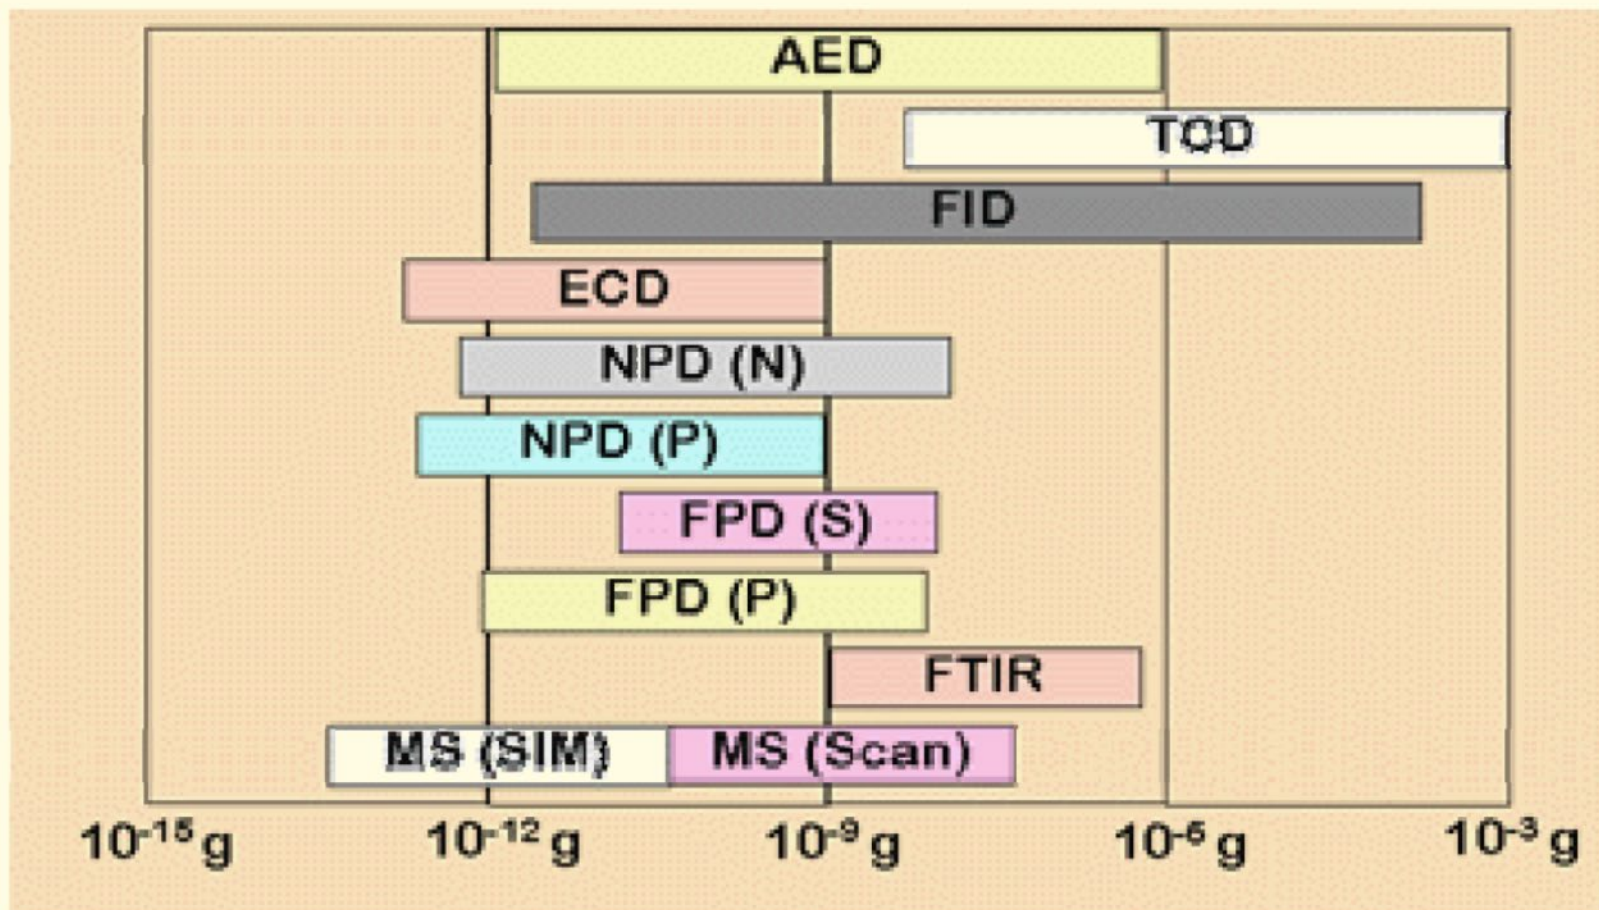 AED
TCD
FID
ECD
NPD (N)
NPD (P)
FPD (S)
FPD (P)
FTIR
MS (SIM) MS (Scan)
10⁻¹⁵ g 10⁻¹² g 10⁻⁹ g 10⁻⁶ g 10⁻³ g